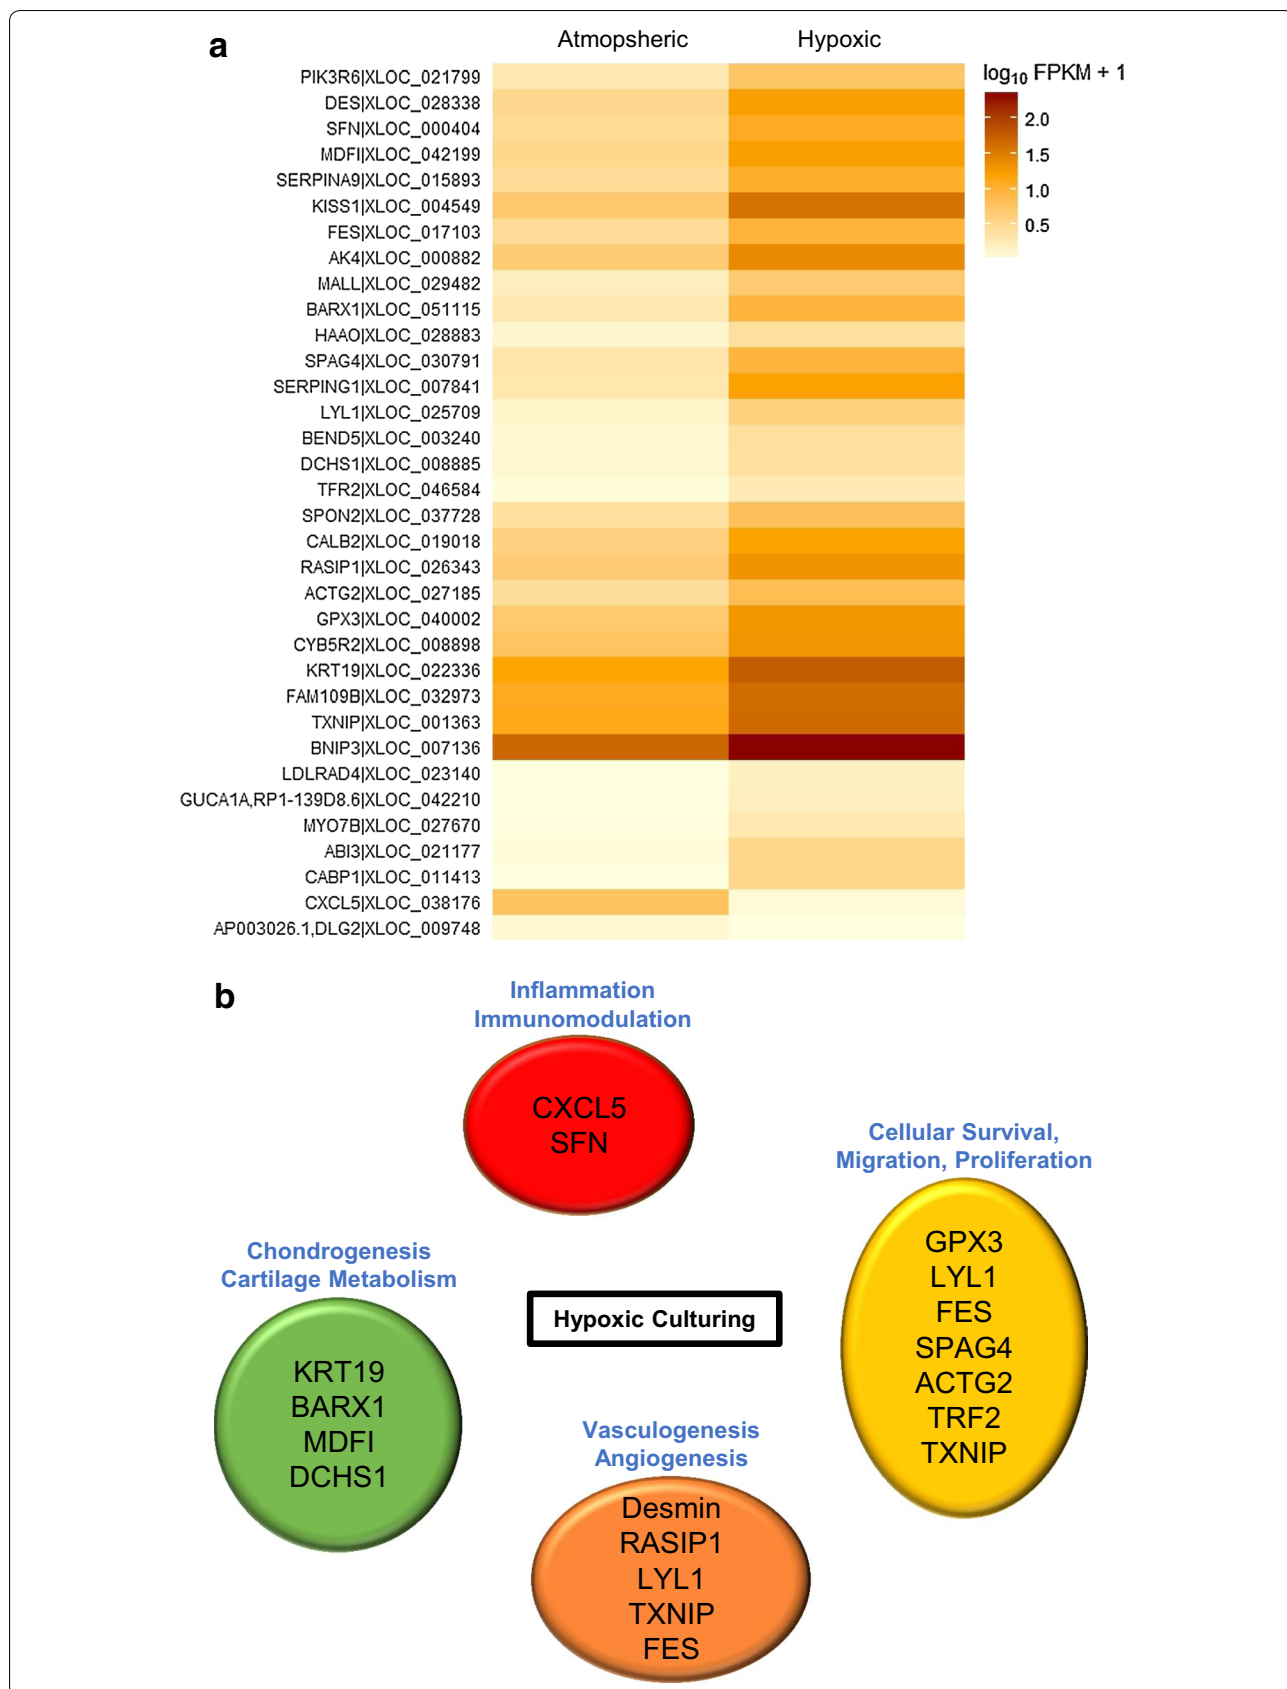 a
Atmopsheric Hypoxic
log10 FPKM + 1
2.0
1.5
1.0
0.5
PIK3R6|XLOC_021799
DES|XLOC_028338
SFN|XLOC_000404
MDFI|XLOC_042199
SERPINA9|XLOC_015893
KISS1|XLOC_004549
FES|XLOC_017103
AK4|XLOC_000882
MALL|XLOC_029482
BARX1|XLOC_051115
HAAO|XLOC_028883
SPAG4|XLOC_030791
SERPING1|XLOC_007841
LYL1|XLOC_025709
BEND5|XLOC_003240
DCHS1|XLOC_008885
TFR2|XLOC_046584
SPON2|XLOC_037728
CALB2|XLOC_019018
RASIP1|XLOC_026343
ACTG2|XLOC_027185
GPX3|XLOC_040002
CYB5R2|XLOC_008898
KRT19|XLOC_022336
FAM109B|XLOC_032973
TXNIP|XLOC_001363
BNIP3|XLOC_007136
LDLRAD4|XLOC_023140
GUCA1A,RP1-139D8.6|XLOC_042210
MYO7B|XLOC_027670
ABI3|XLOC_021177
CABP1|XLOC_011413
CXCL5|XLOC_038176
AP003026.1,DLG2|XLOC_009748
b
Inflammation
Immunomodulation
CXCL5
SFN
Cellular Survival,
Migration, Proliferation
GPX3
LYL1
FES
SPAG4
ACTG2
TRF2
TXNIP
Chondrogenesis
Cartilage Metabolism
KRT19
BARX1
MDFI
DCHS1
Hypoxic Culturing
Vasculogenesis
Angiogenesis
Desmin
RASIP1
LYL1
TXNIP
FES